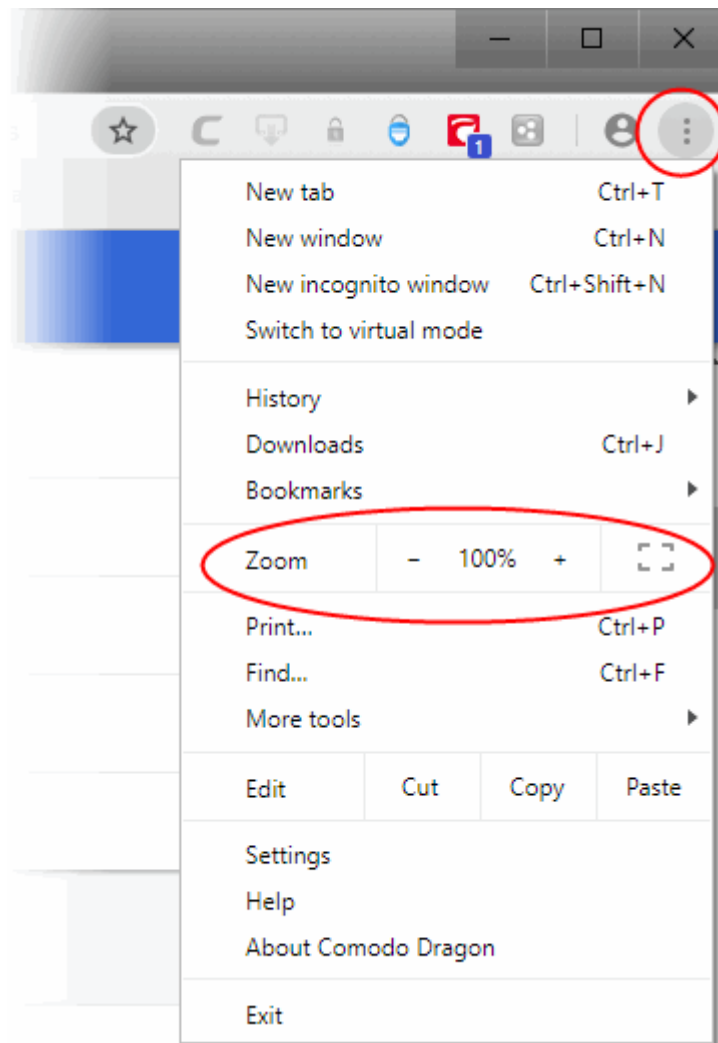 1
New tab Ctrl+T
New window Ctrl+N
New incognito window Ctrl+Shift+N
Switch to virtual mode
History
Downloads Ctrl+J
Bookmarks
Zoom - 100% +
Print... Ctrl+P
Find... Ctrl+F
More tools
Edit Cut Copy Paste
Settings
Help
About Comodo Dragon
Exit